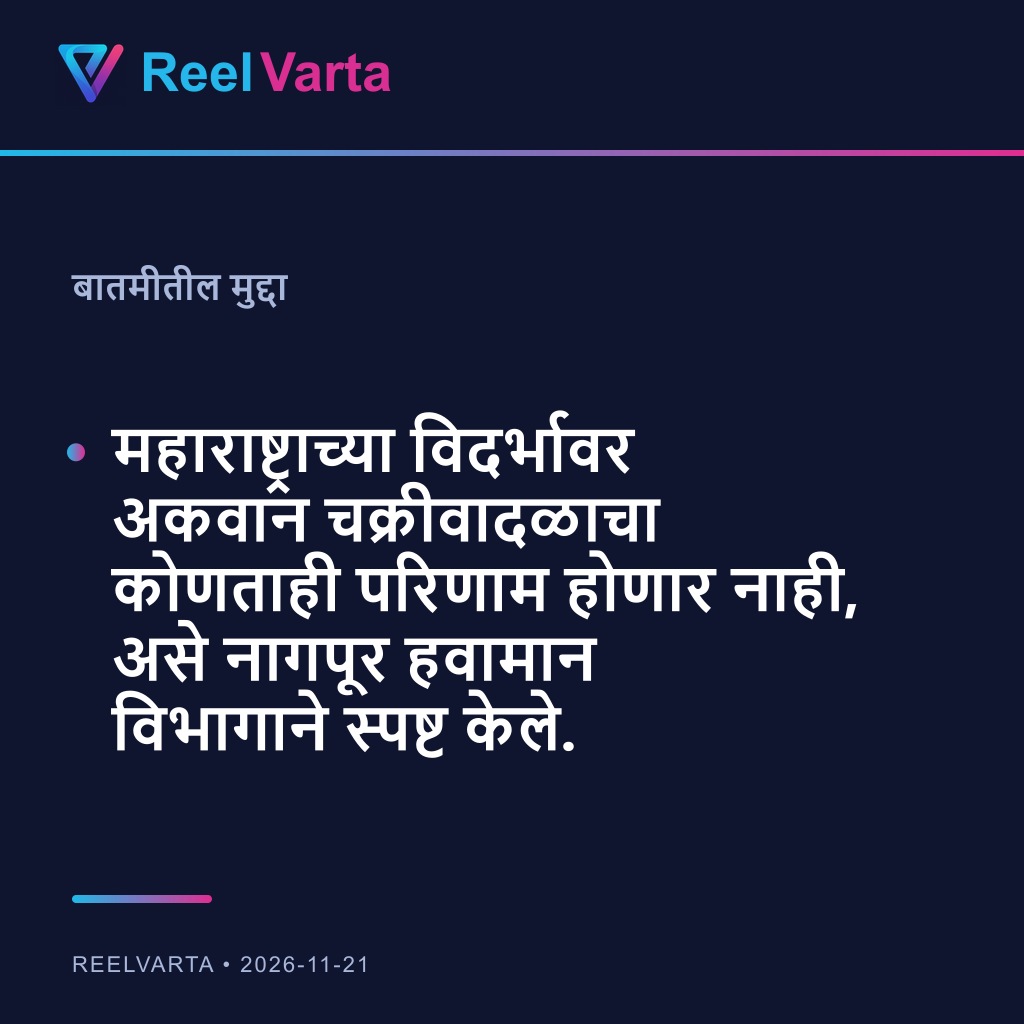 Reel Varta
बातमीतील मुद्दा
• महाराष्ट्राच्या विदर्भावर
अकवान चक्रीवादळाचा
कोणताही परिणाम होणार नाही,
असे नागपूर हवामान
विभागाने स्पष्ट केले.
REELVARTA • 2026-11-21